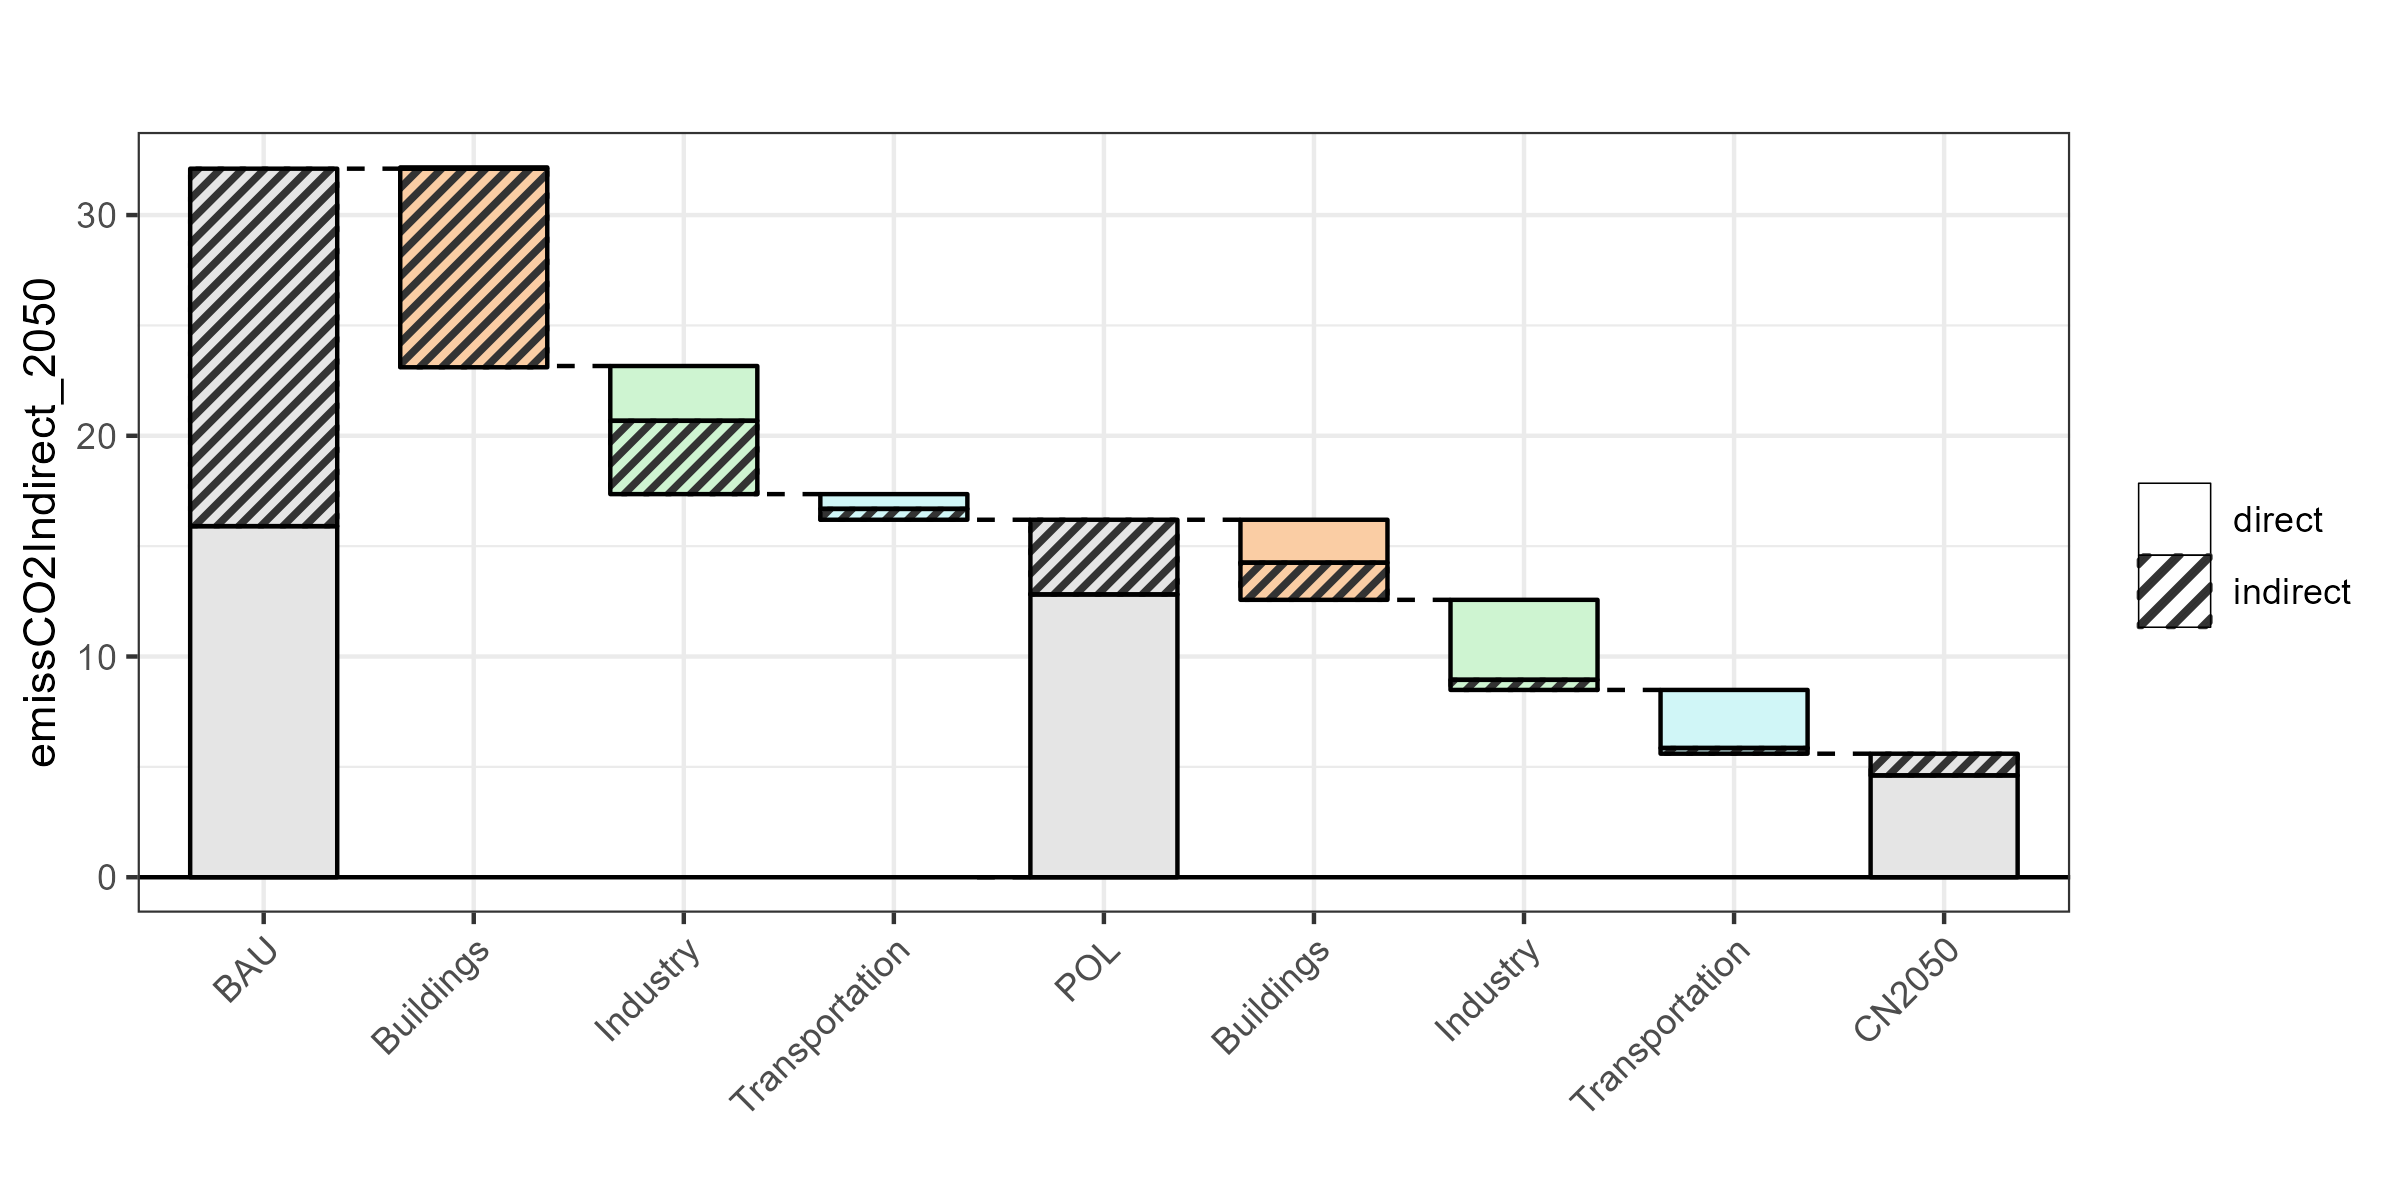 emissCO2Indirect_2050
30
20
10
0
BAU
Buildings
Industry
Transportation
POL
Buildings
Industry
Transportation
CN2050
direct
indirect